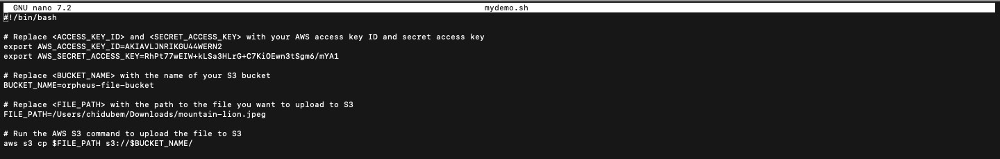 GNU nano 7.2 mydemo.sh
#!/bin/bash
# Replace <ACCESS_KEY_ID> and <SECRET_ACCESS_KEY> with your AWS access key ID and secret access key
export AWS_ACCESS_KEY_ID=AKIAVLJNRIKGU44WERN2
export AWS_SECRET_ACCESS_KEY=RhPt77wEIW+kLSa3HLrG+C7KiOEwn3tSgm6/mYA1
# Replace <BUCKET_NAME> with the name of your S3 bucket
BUCKET_NAME=orpheus-file-bucket
# Replace <FILE_PATH> with the path to the file you want to upload to S3
FILE_PATH=/Users/chidubem/Downloads/mountain-lion.jpeg
# Run the AWS S3 command to upload the file to S3
aws s3 cp $FILE_PATH s3://$BUCKET_NAME/